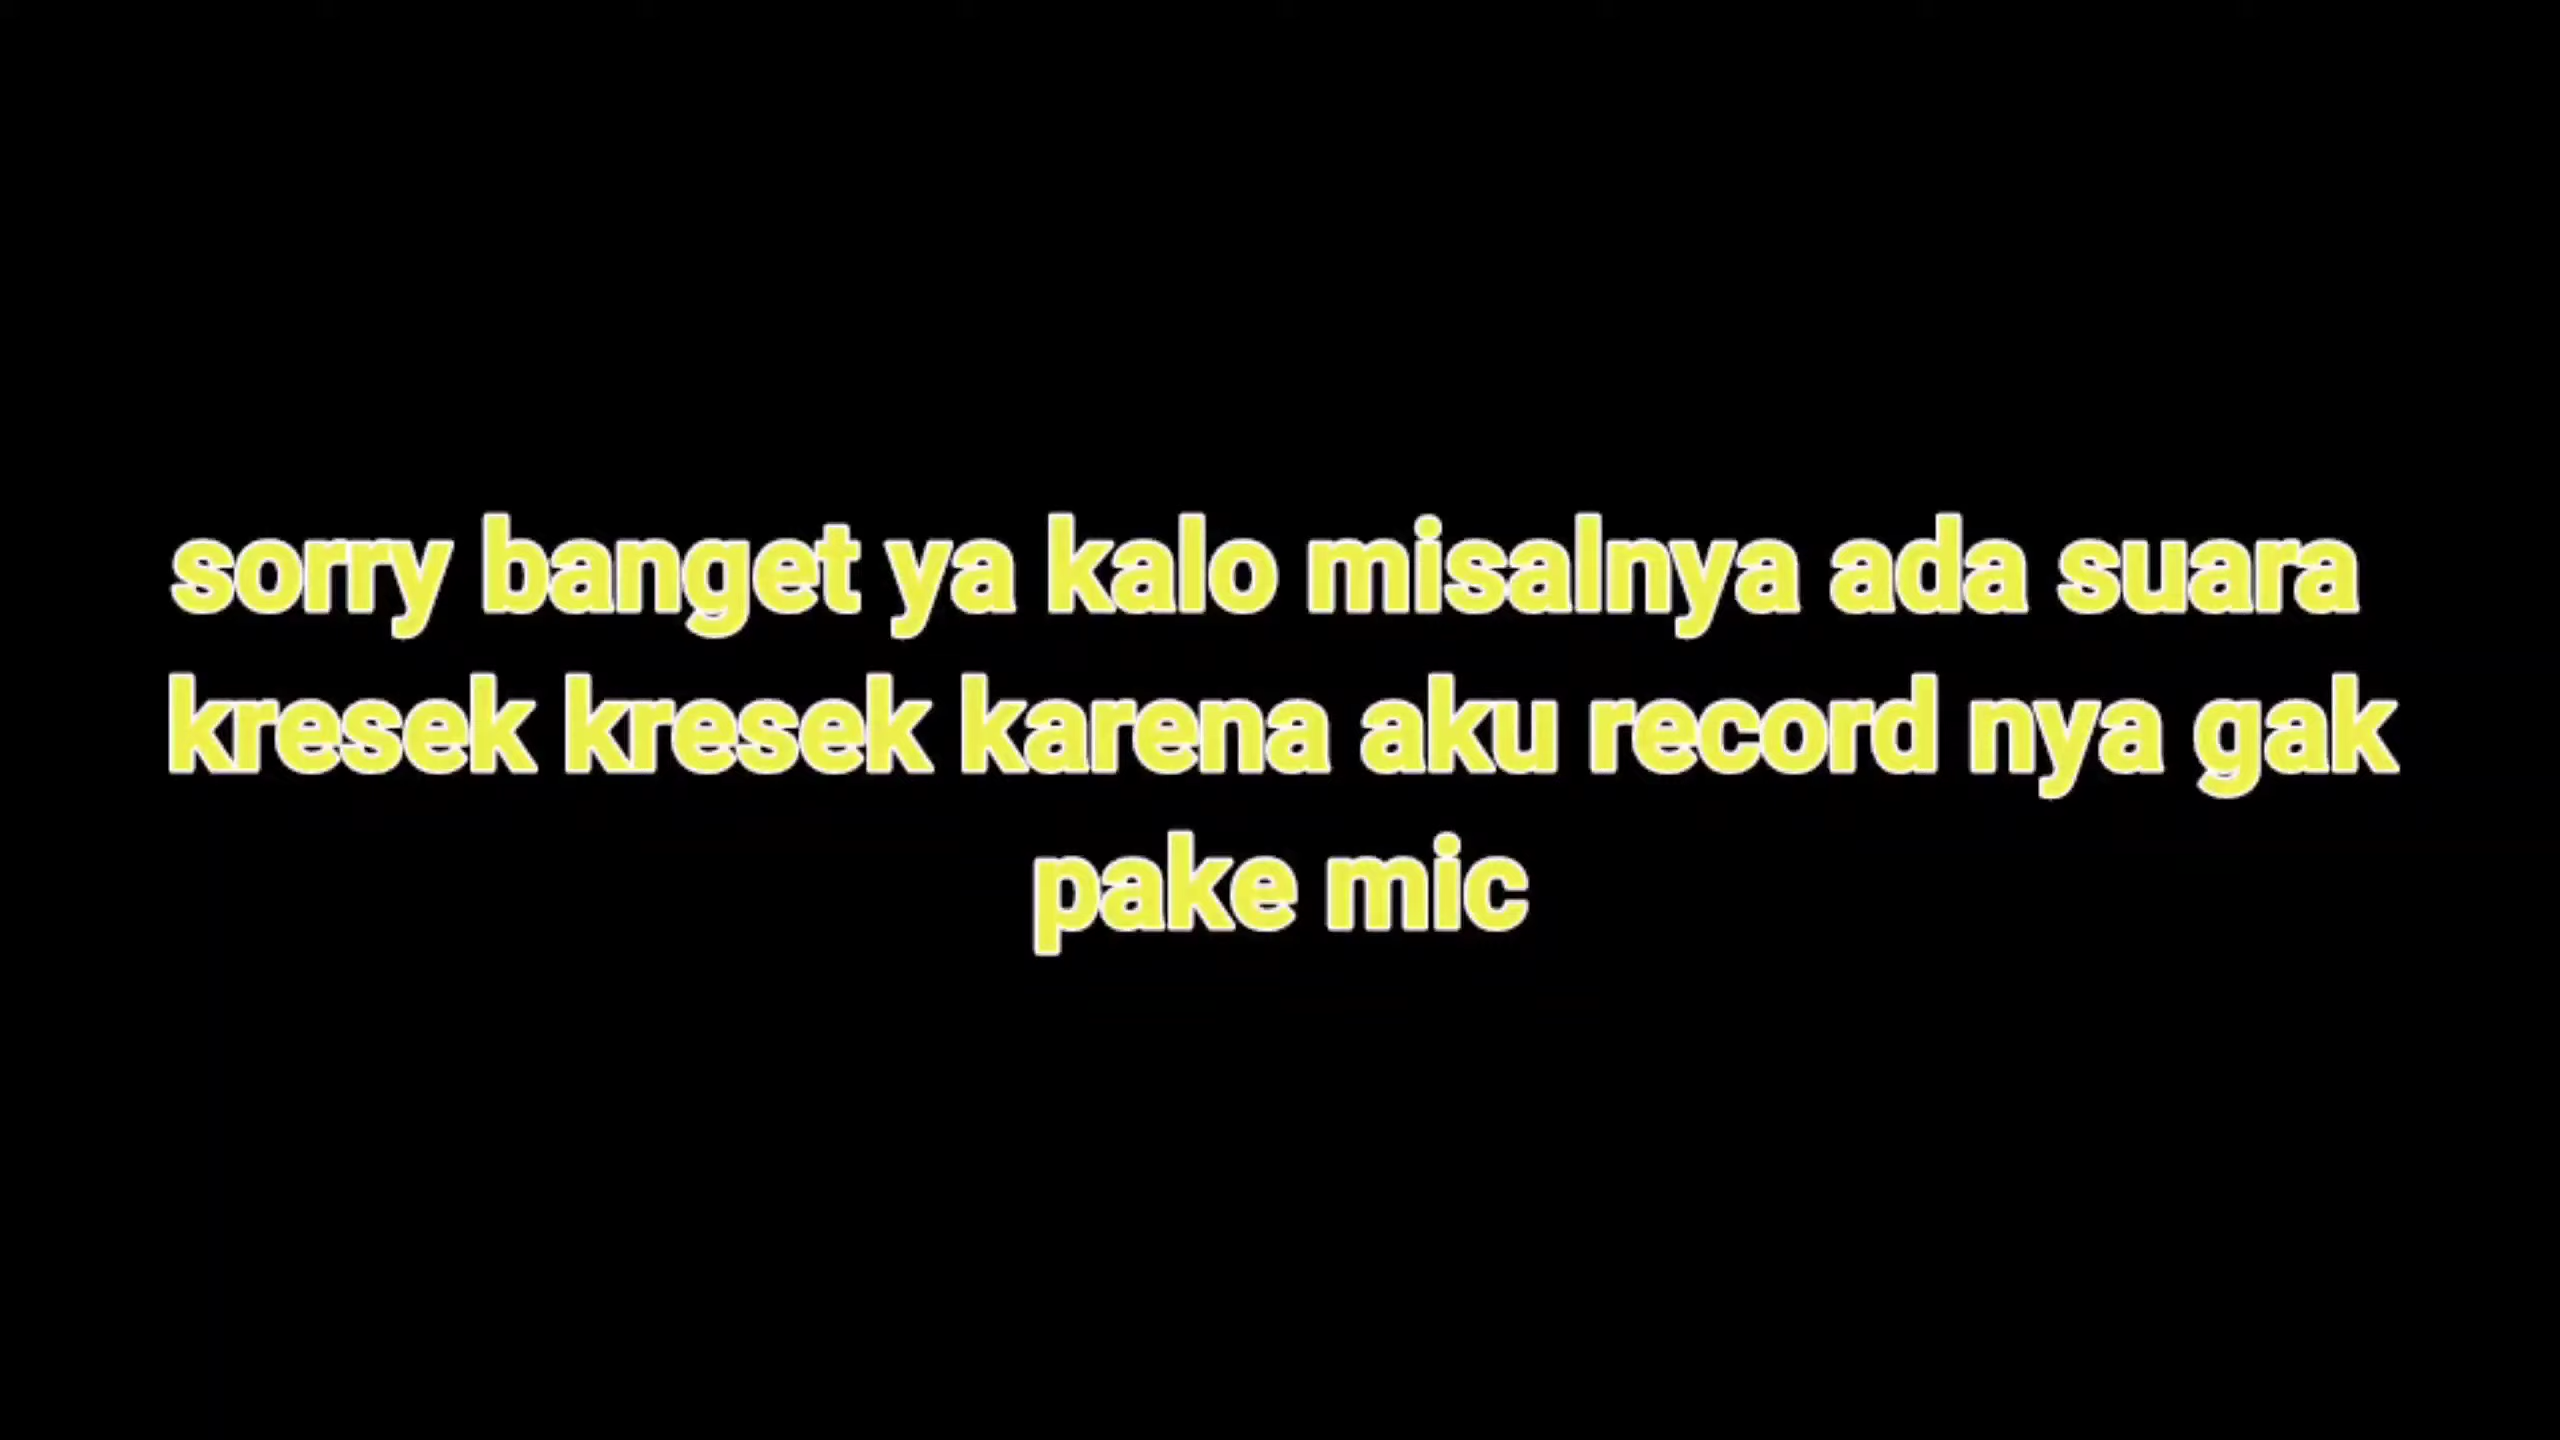 sorry banget ya kalo misalnya ada suara
kresek kresek karena aku record nya gak
pake mic